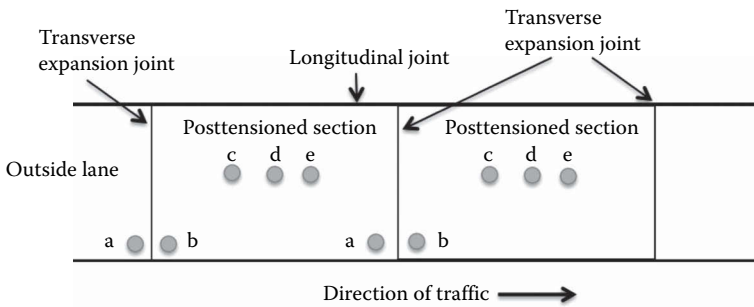 Transverse
expansion joint
Longitudinal joint
Transverse
expansion joint
Posttensioned section
Posttensioned section
c d e
c d e
Outside lane
a b
a b
Direction of traffic